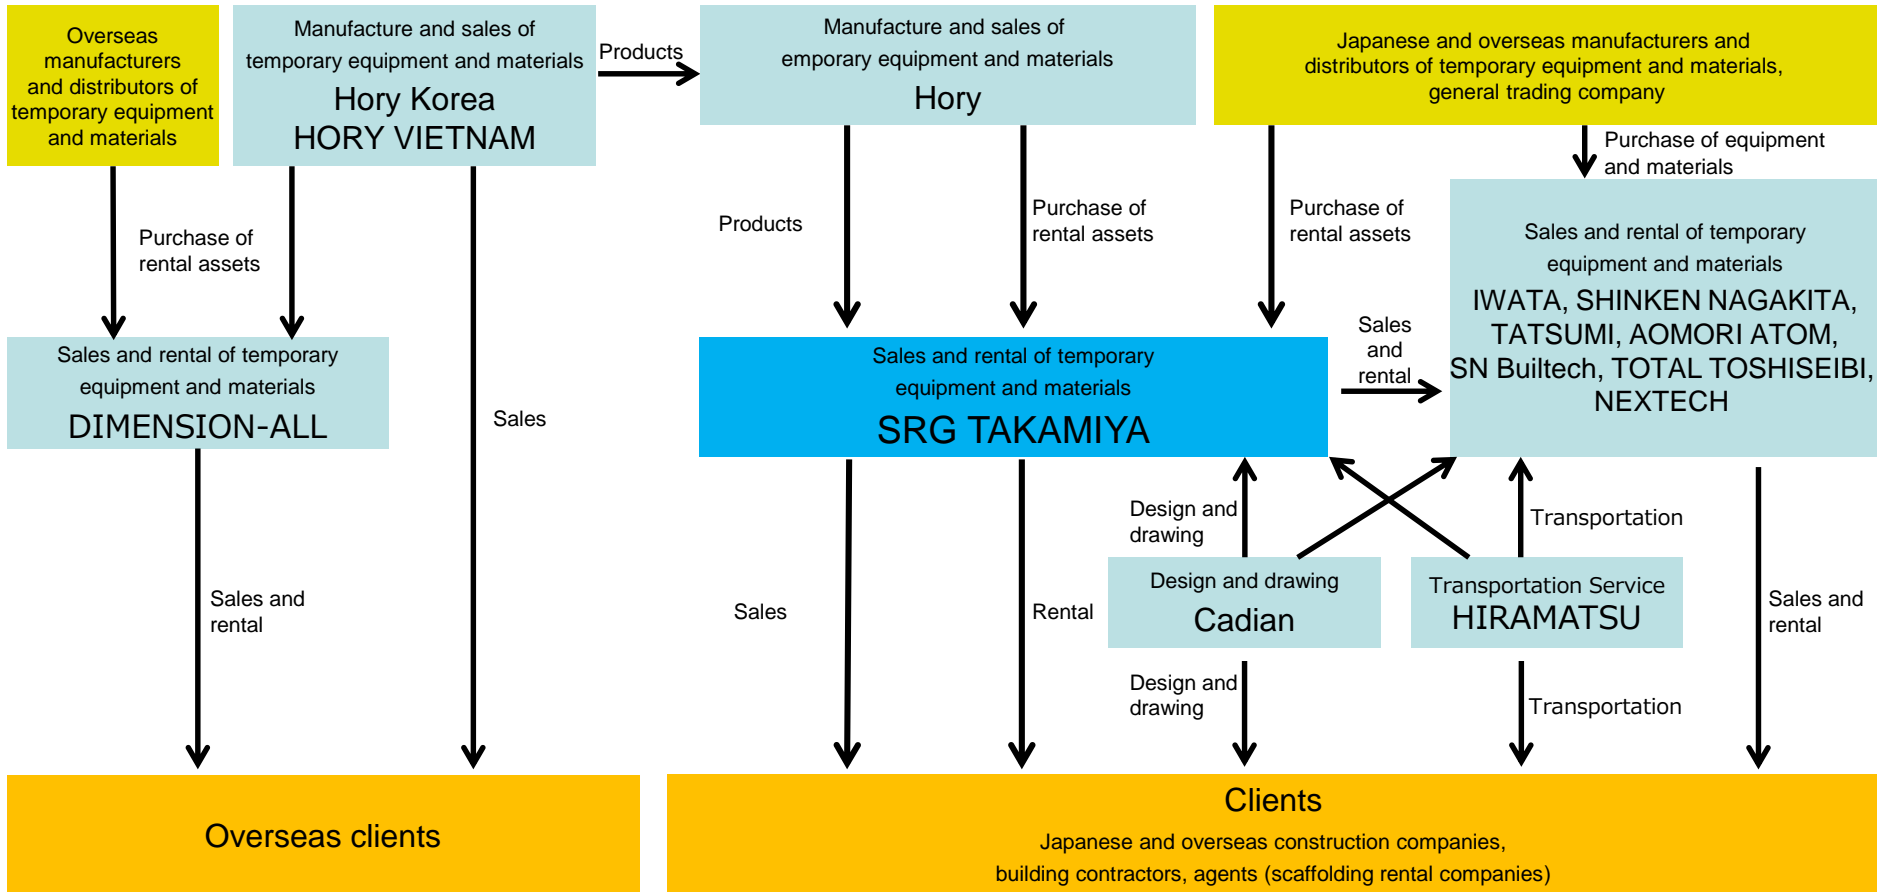 Overseas
manufacturers
and distributors of
temporary equipment
and materials
Manufacture and sales of
temporary equipment and materials
Hory Korea
HORY VIETNAM
Products
Manufacture and sales of
emporary equipment and materials
Hory
Japanese and overseas manufacturers and
distributors of temporary equipment and materials,
general trading company
Purchase of equipment
and materials
Purchase of
rental assets
Products
Purchase of
rental assets
Purchase of
rental assets
Sales and rental of temporary
equipment and materials
IWATA, SHINKEN NAGAKITA,
TATSUMI, AOMORI ATOM,
SN Builtech, TOTAL TOSHISEIBI,
NEXTECH
Sales and rental of temporary
equipment and materials
DIMENSION-ALL
Sales
Sales and rental of temporary
equipment and materials
SRG TAKAMIYA
Sales
and
rental
Design and
drawing
Transportation
Sales and
rental
Sales
Rental
Design and drawing
Cadian
Transportation Service
HIRAMATSU
Sales and
rental
Design and
drawing
Transportation
Overseas clients
Clients
Japanese and overseas construction companies,
building contractors, agents (scaffolding rental companies)